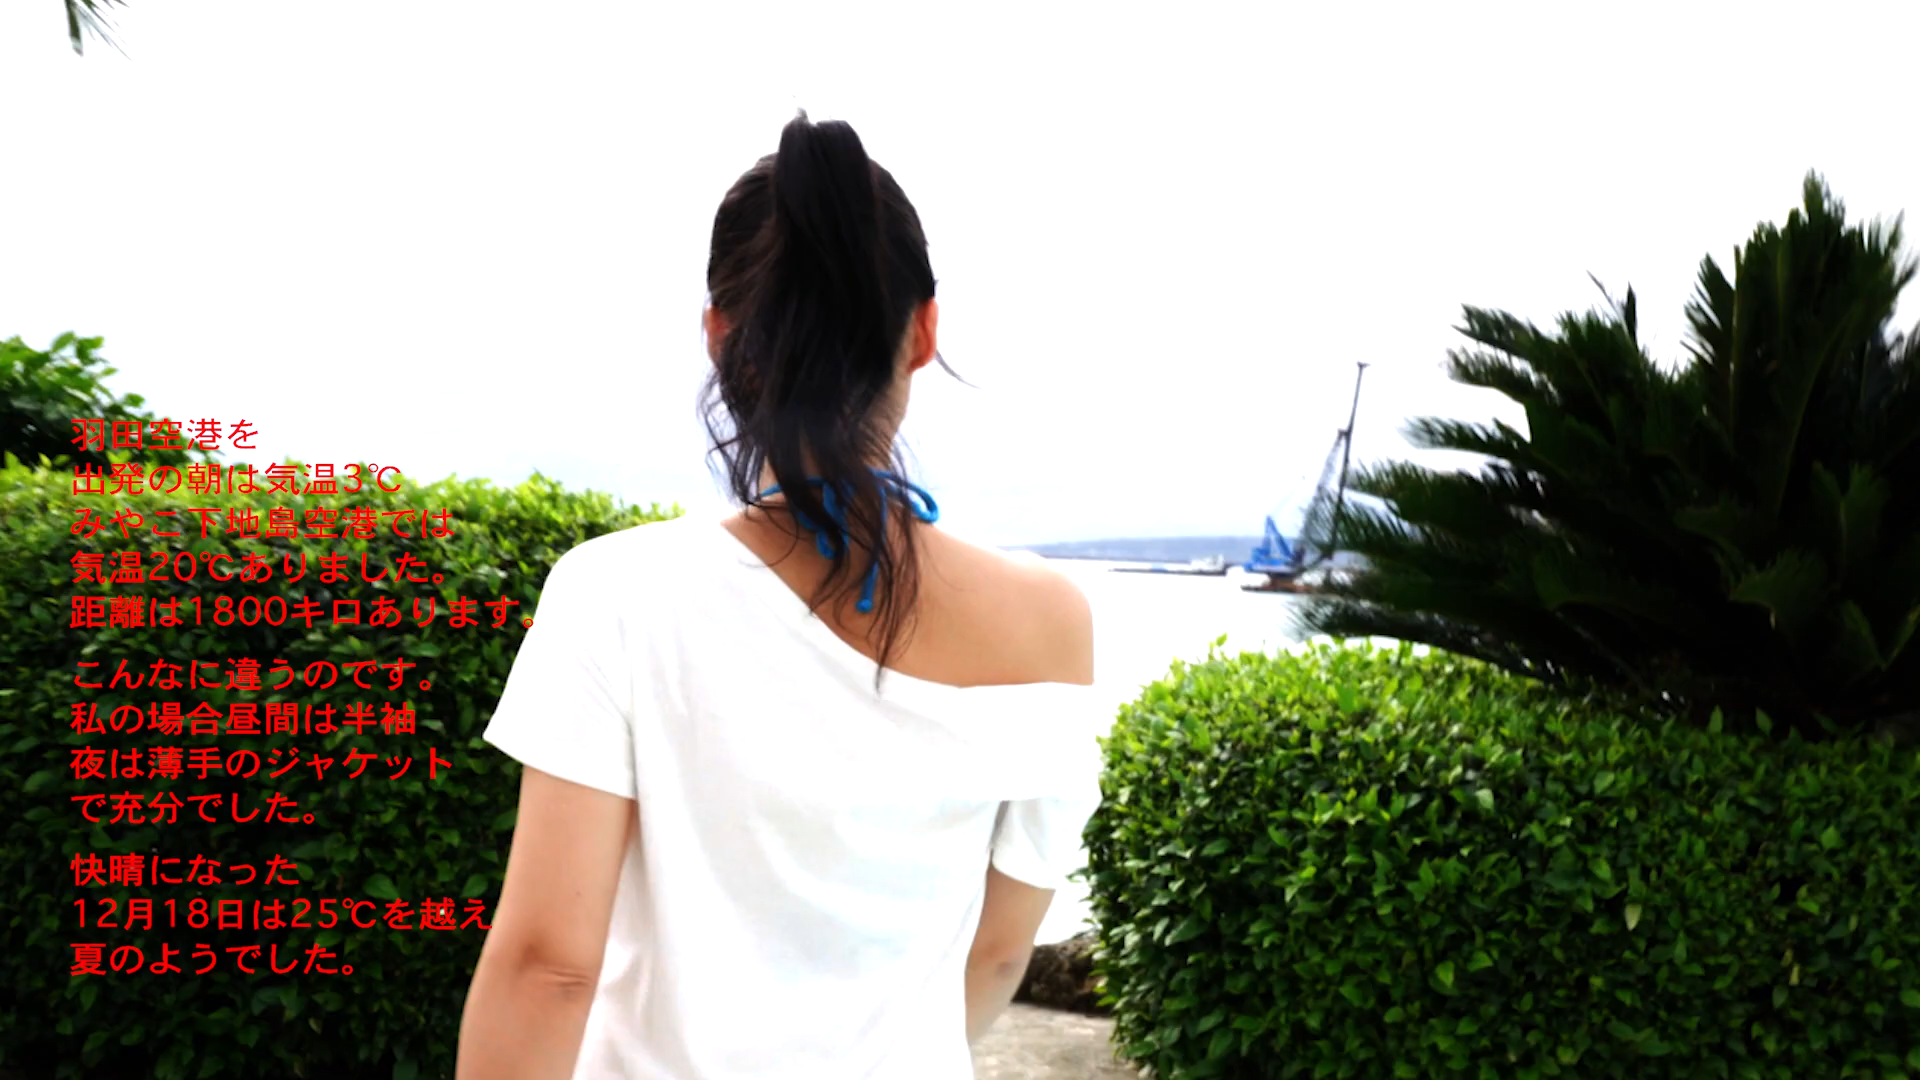 羽田空港を
出発の朝は気温3℃
みやこ下地島空港では
気温20℃ありました。
距離は1800キロあります。
こんなに違うのです。
私の場合昼間は半袖
夜は薄手のジャケット
で充分でした。
快晴になった
12月18日は25℃を越え
夏のようでした。